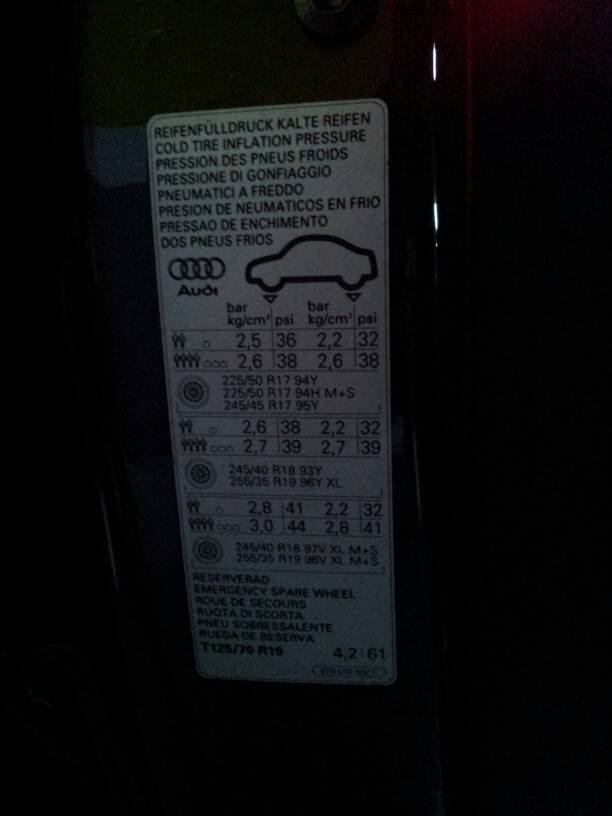 REIFENFÜLLDRUCK KALTE REIFEN
COLD TIRE INFLATION PRESSURE
PRESSION DES PNEUS FROIDS
PRESSIONE DI GONFIAGGIO
PNEUMATICI A FREDDO
PRESION DE NEUMATICOS EN FRIO
PRESSAO DE ENCHIMENTO
DOS PNEUS FRIOS
Audi
bar kg/cm² psi bar kg/cm² psi
2,5 36 2,2 32
2,6 38 2,6 38
225/50 R17 94Y
225/50 R17 94H M+S
245/45 R17 95Y
2,6 38 2,2 32
2,7 39 2,7 39
245/40 R18 93Y
255/35 R19 96Y XL
2,8 41 2,2 32
3,0 44 2,8 41
245/40 R18 97V XL M+S
255/35 R19 96V XL M+S
RESERVERAD
EMERGENCY SPARE WHEEL
ROUE DE SECOURS
RUOTA DI SCORTA
PNEU SOBRESSALENTE
RUEDA DE RESERVA
T125/70 R19 4,2 61